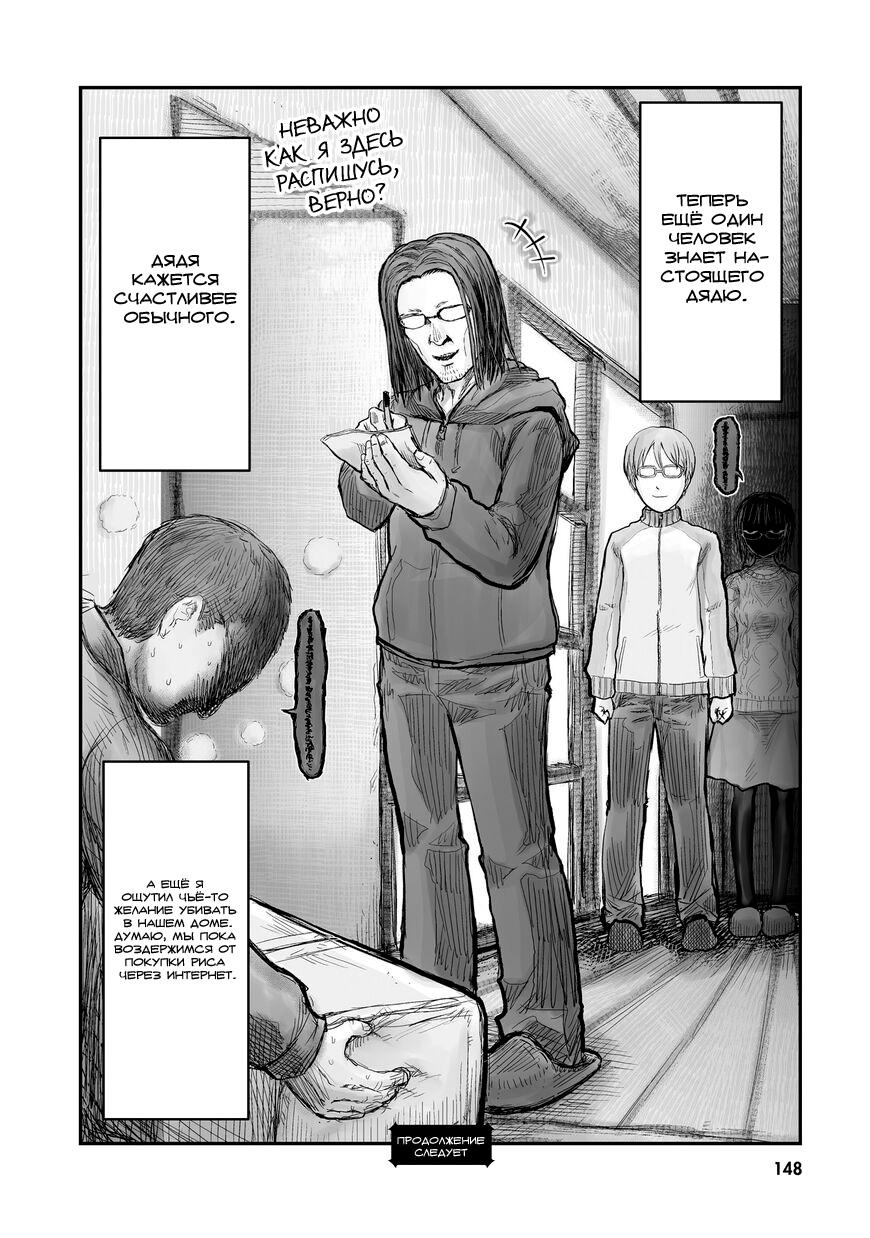 ТЕПЕРЬ
ЕЩЁ ОДИН
ЧЕЛОВЕК
ЗНАЕТ НА-
СТОЯЩЕГО
ДЯДЮ.
НЕВАЖНО
КАК Я ЗДЕСЬ
РАСПИШУСЬ,
ВЕРНО?
ДЯДЯ
КАЖЕТСЯ
СЧАСТЛИВЕЕ
ОБЫЧНОГО.
А ЕЩЁ Я
ОЩУТИЛ ЧЬЁ-ТО
ЖЕЛАНИЕ УБИВАТЬ
В НАШЕМ ДОМЕ.
ДУМАЮ, МЫ ПОКА
ВОЗДЕРЖИМСЯ ОТ
ПОКУПКИ РИСА
ЧЕРЕЗ ИНТЕРНЕТ.
ПРОДОЛЖЕНИЕ
СЛЕДУЕТ
148